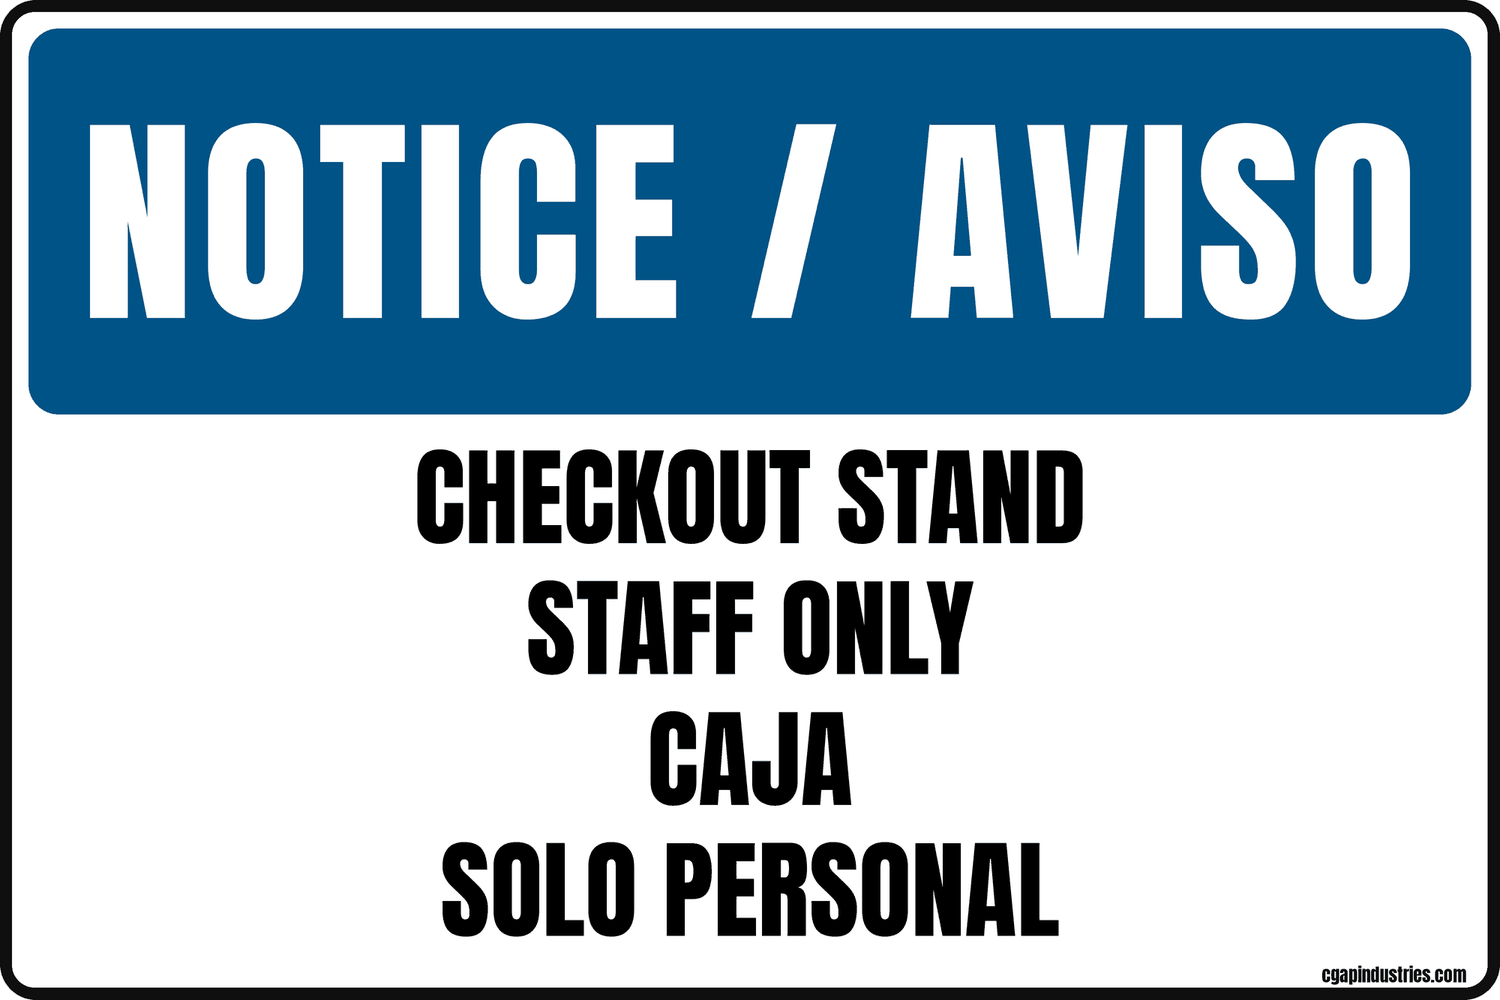 NOTICE / AVISO
CHECKOUT STAND
STAFF ONLY
CAJA
SOLO PERSONAL
cgapindustries.com